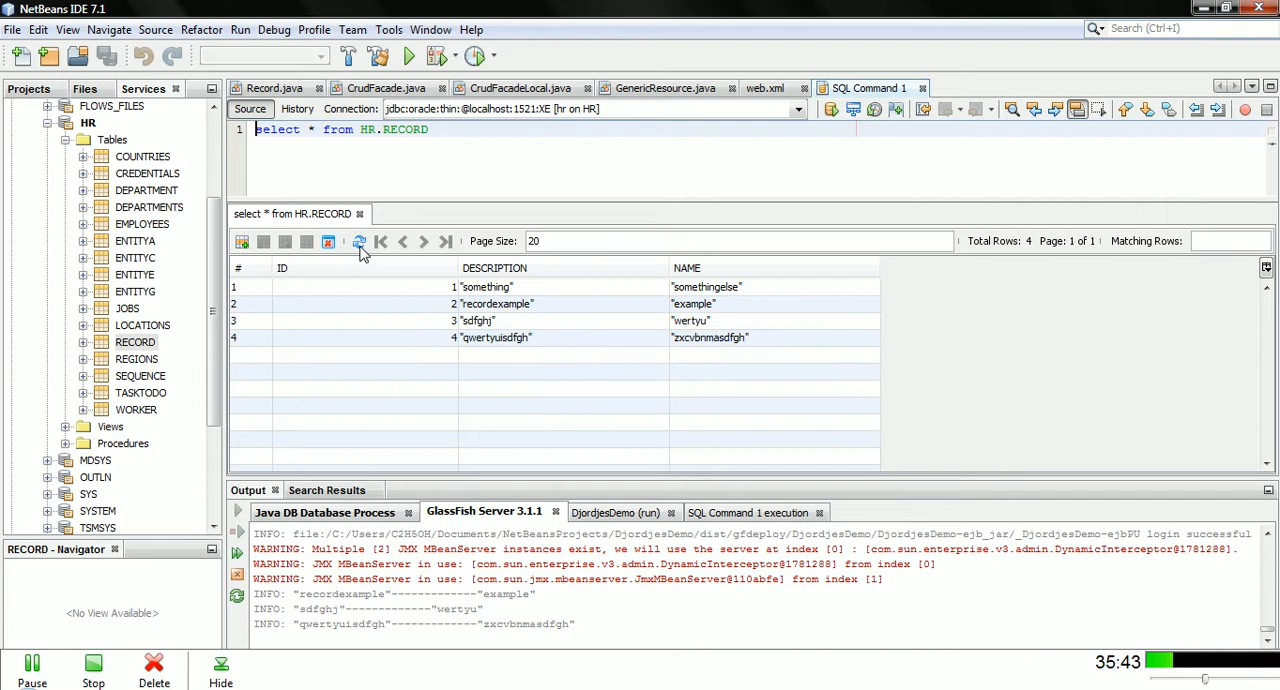 NetBeans IDE 7.1
File Edit View Navigate Source Refactor Run Debug Profile Team Tools Window Help
Search (Ctrl+I)
Projects Files Services
Record.java CrudFacade.java CrudFacadeLocal.java GenericResource.java web.xml SQL Command 1
Source History Connection: jdbc:oracle:thin:@localhost:1521:XE [hr on HR]
1 select * from HR.RECORD
FLOWS_FILES
HR
Tables
COUNTRIES
CREDENTIALS
DEPARTMENT
DEPARTMENTS
EMPLOYEES
ENTITYA
ENTITYC
ENTITYE
ENTITYG
JOBS
LOCATIONS
RECORD
REGIONS
SEQUENCE
TASKTODO
WORKER
Views
Procedures
MDSYS
OUTLN
SYS
SYSTEM
TSMSYS
select * from HR.RECORD
Page Size: 20 Total Rows: 4 Page: 1 of 1 Matching Rows:
# ID DESCRIPTION NAME
1 1 "something" "somethingelse"
2 2 "recordexample" "example"
3 3 "sdfghj" "wertyu"
4 4 "qwertyuisdfgh" "zxcvbnmasdfgh"
Output Search Results
Java DB Database Process GlassFish Server 3.1.1 DjordjesDemo (run) SQL Command 1 execution
INFO: file:/C:/Users/C2H5OH/Documents/NetBeansProjects/DjordjesDemo/dist/gfdeploy/DjordjesDemo/DjordjesDemo-ejb_jar/_DjordjesDemo-ejbPU login successful
WARNING: Multiple [2] JMX MBeanServer instances exist, we will use the server at index [0] : [com.sun.enterprise.v3.admin.DynamicInterceptor@1781288].
WARNING: JMX MBeanServer in use: [com.sun.enterprise.v3.admin.DynamicInterceptor@1781288] from index [0]
WARNING: JMX MBeanServer in use: [com.sun.jmx.mbeanserver.JmxMBeanServer@110abfe] from index [1]
INFO: "recordexample"-------------"example"
INFO: "sdfghj"-------------"wertyu"
INFO: "qwertyuisdfgh"-------------"zxcvbnmasdfgh"
RECORD - Navigator
<No View Available>
Pause Stop Delete Hide
35:43